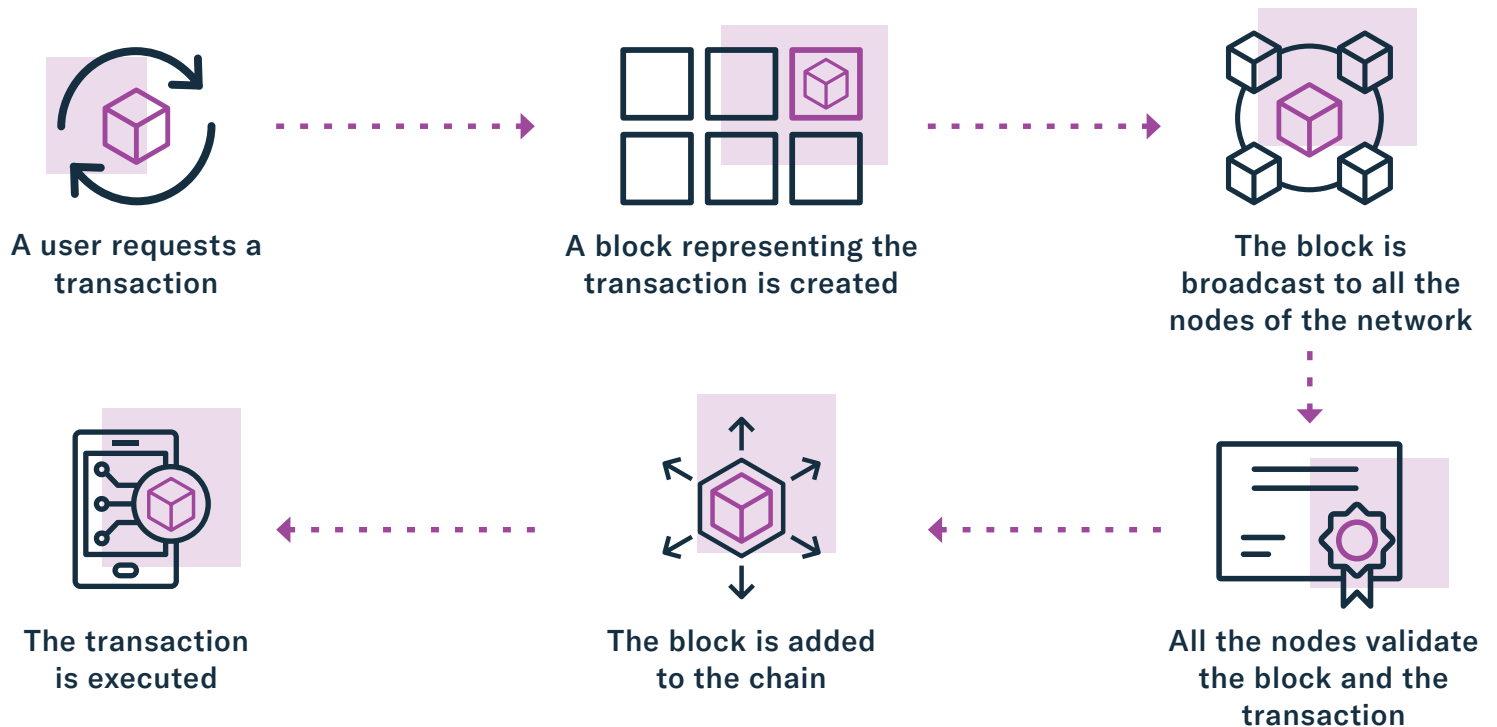 A user requests a
transaction
A block representing the
transaction is created
The block is
broadcast to all the
nodes of the network
All the nodes validate
the block and the
transaction
The block is added
to the chain
The transaction
is executed